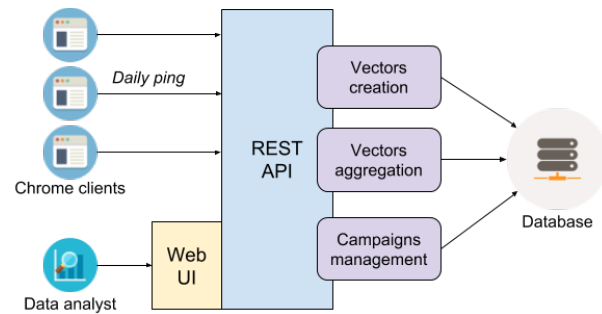 Daily ping
Chrome clients
Data analyst
Web
UI
REST
API
Vectors
creation
Vectors
aggregation
Campaigns
management
Database